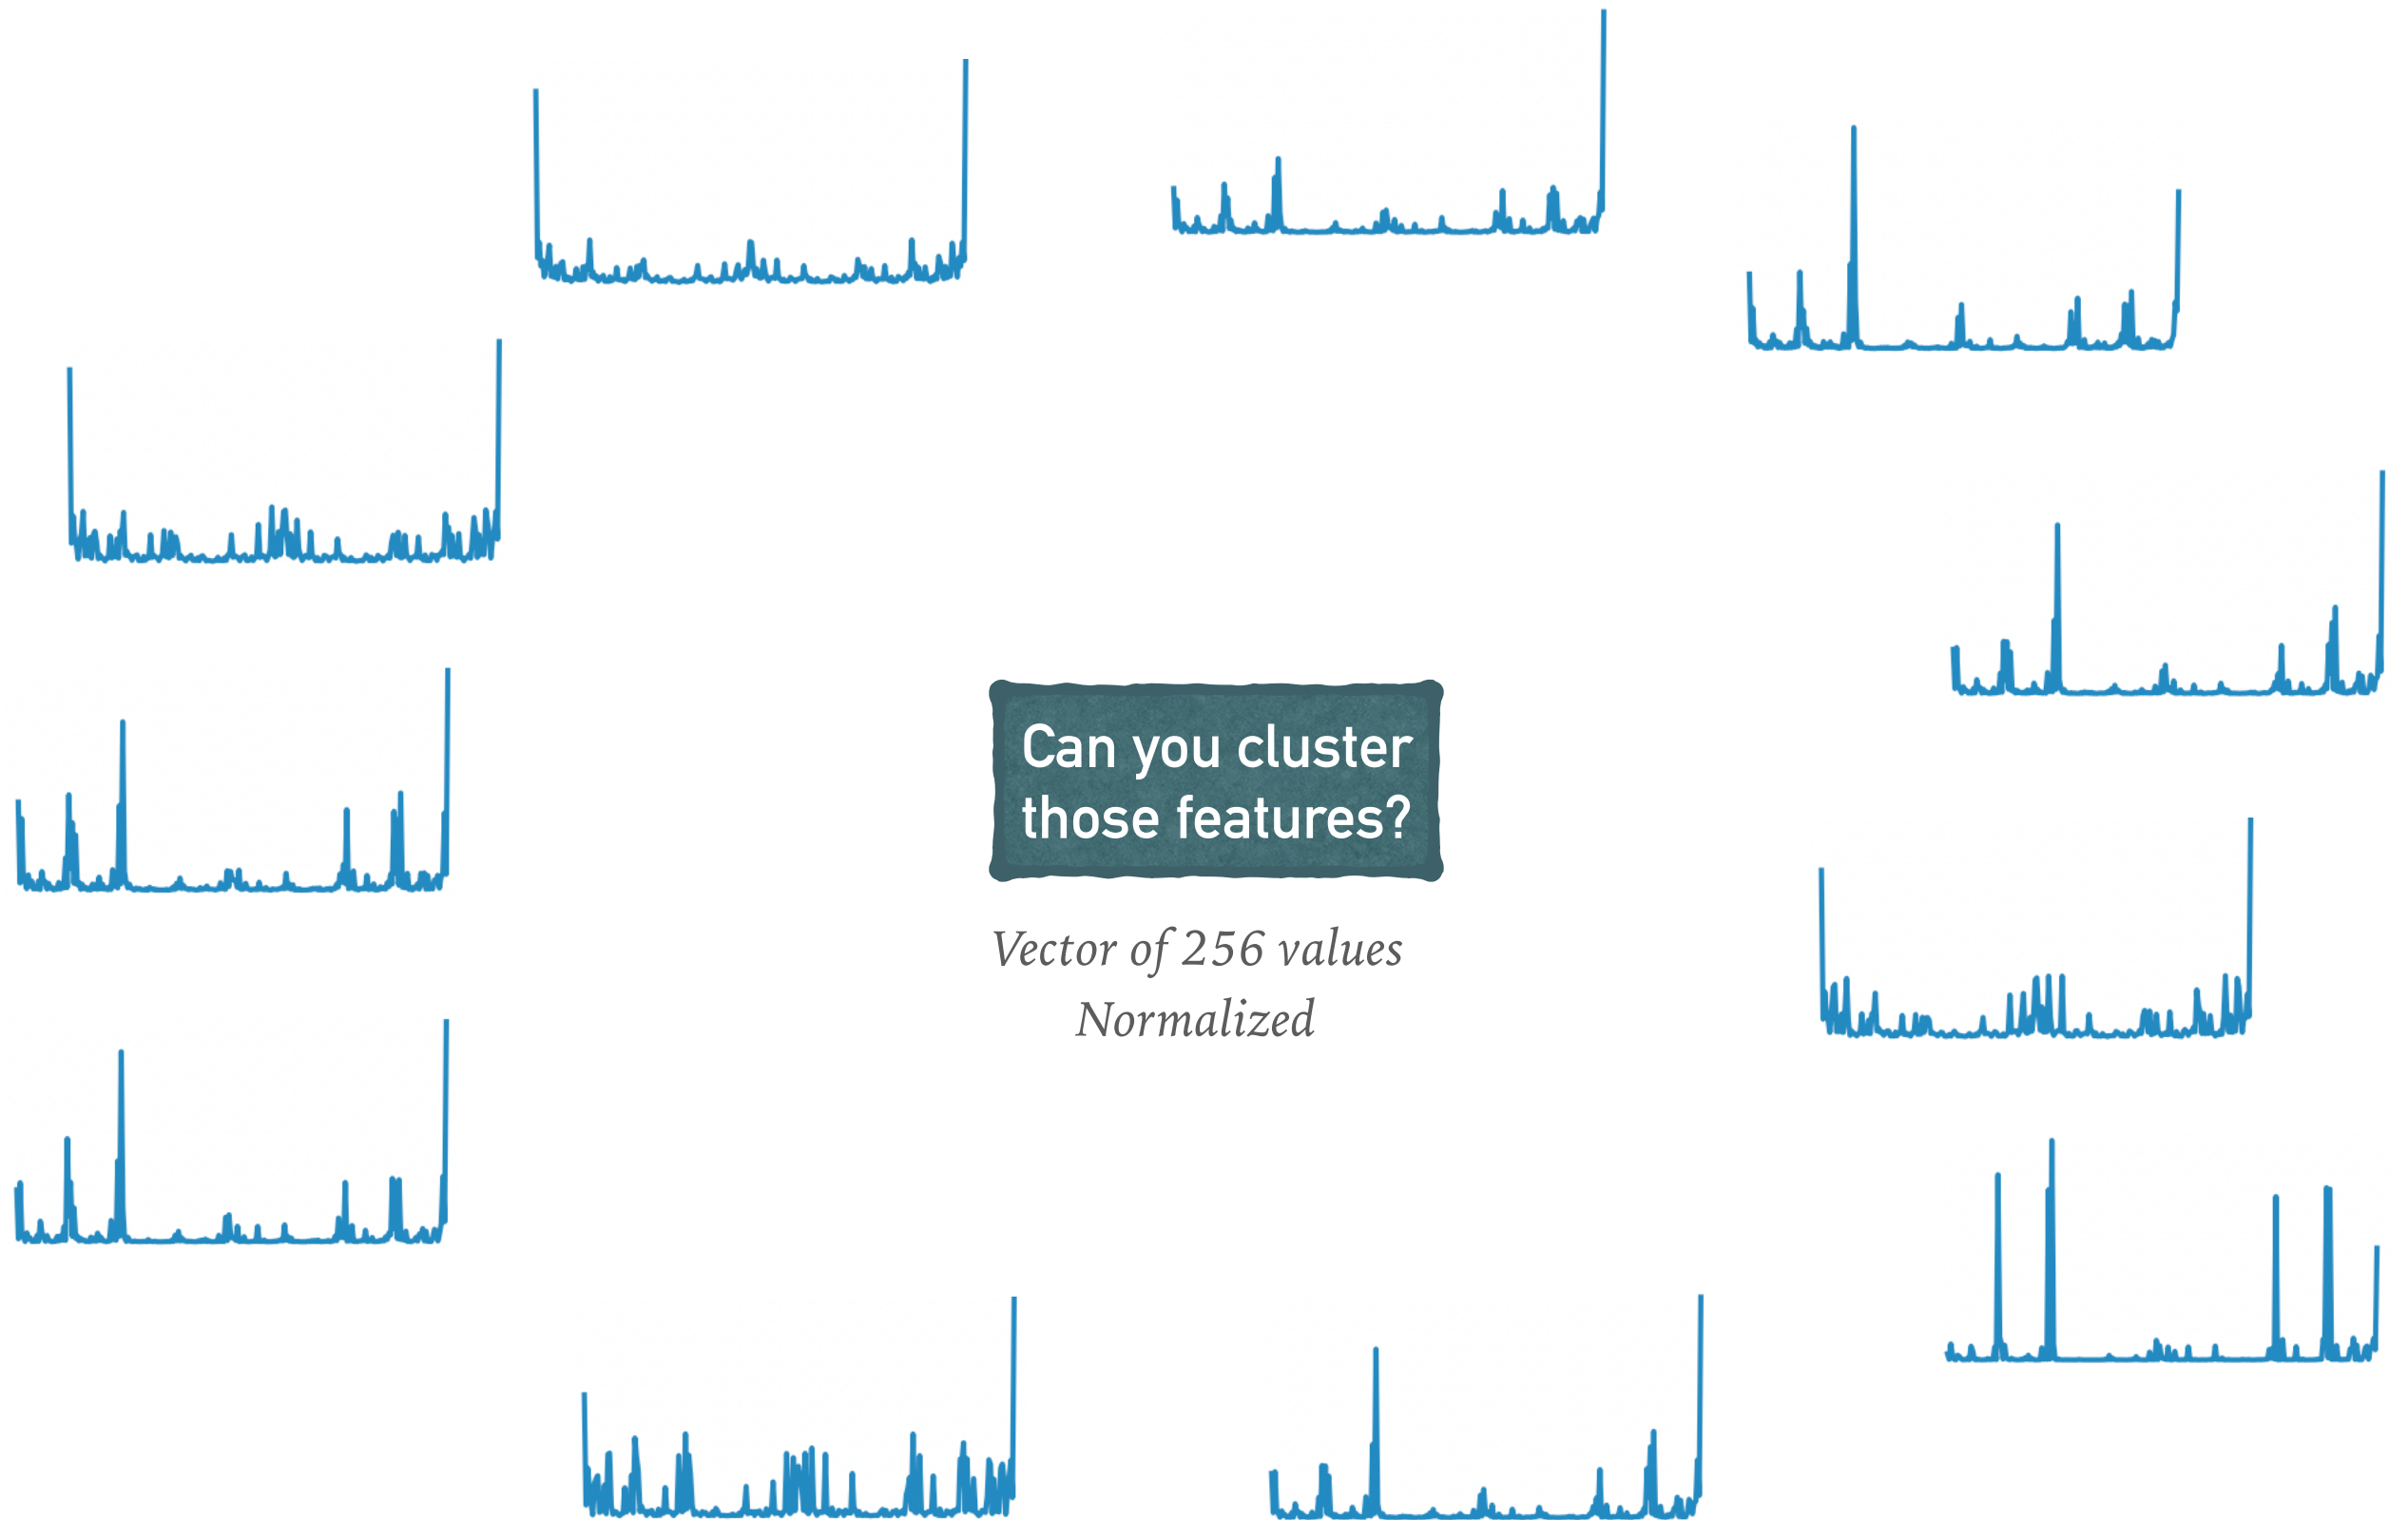 Can you cluster
those features?
Vector of 256 values
Normalized